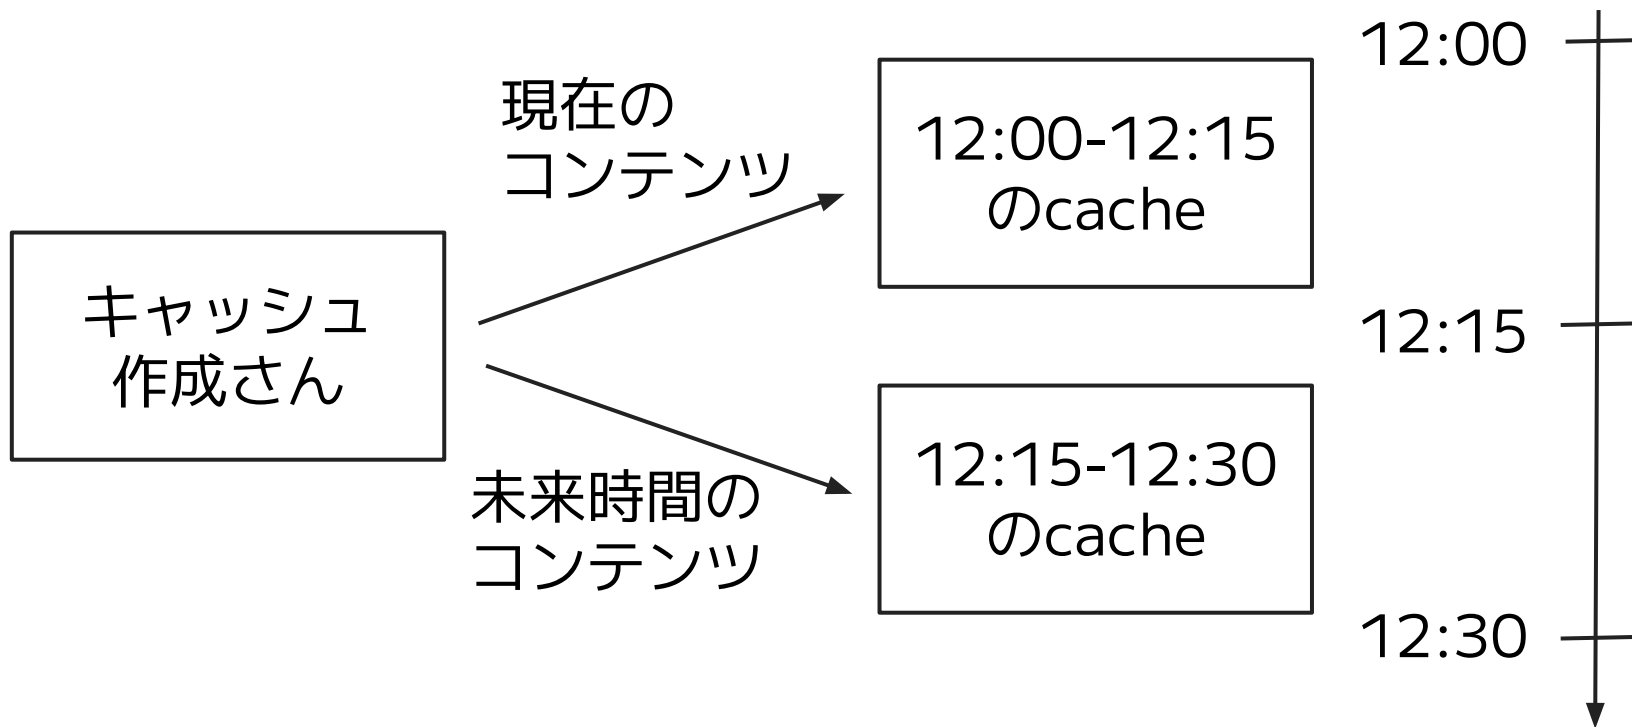 現在の
コンテンツ
キャッシュ
作成さん
未来時間の
コンテンツ
12:00-12:15
のcache
12:15-12:30
のcache
12:00
12:15
12:30